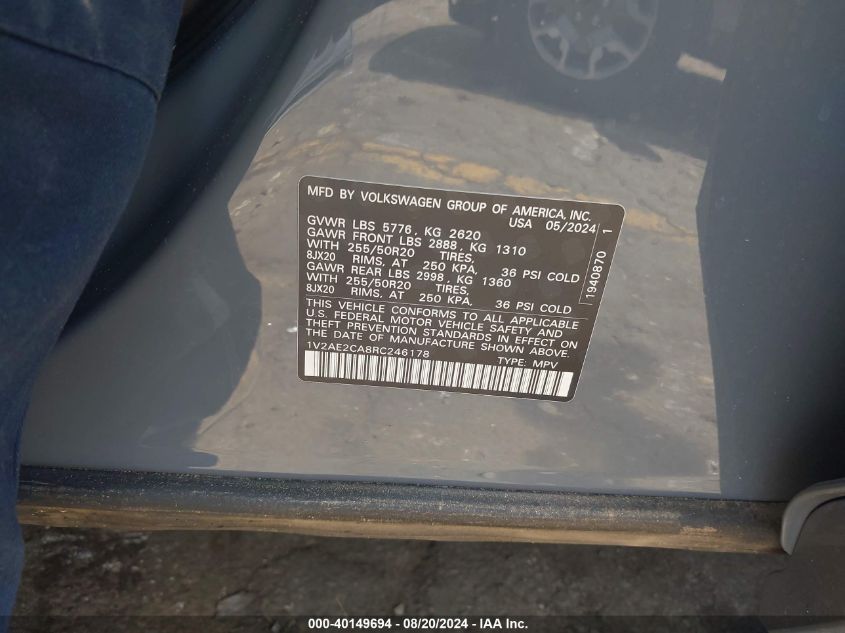 MFD BY VOLKSWAGEN GROUP OF AMERICA, INC.
USA 05/2024
GVWR LBS 5776, KG 2620
GAWR FRONT LBS 2888, KG 1310
WITH 255/50R20 TIRES,
8JX20 RIMS, AT 250 KPA, 36 PSI COLD
GAWR REAR LBS 2998, KG 1360
WITH 255/50R20 TIRES,
8JX20 RIMS, AT 250 KPA, 36 PSI COLD
THIS VEHICLE CONFORMS TO ALL APPLICABLE
U.S. FEDERAL MOTOR VEHICLE SAFETY AND
THEFT PREVENTION STANDARDS IN EFFECT ON
THE DATE OF MANUFACTURE SHOWN ABOVE.
1V2AE2CA8RC246178 TYPE: MPV
1940870 1
000-40149694 - 08/20/2024 - IAA Inc.